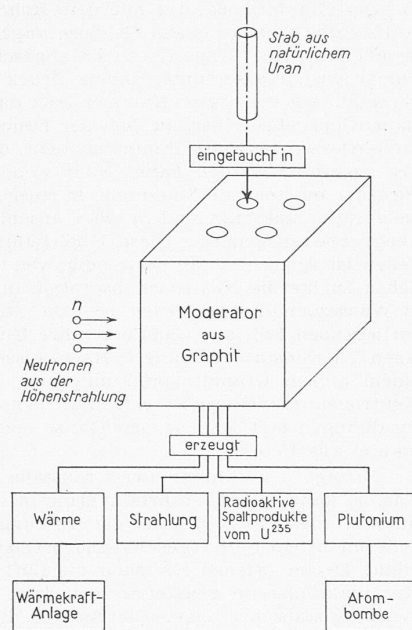 Stab aus
natürlichem
Uran
eingetaucht in
Moderator
aus
Graphit
n
Neutronen
aus der
Höhenstrahlung
erzeugt
Wärme
Strahlung
Radioaktive
Spaltprodukte
vom U²³⁵
Plutonium
Wärmekraft-
Anlage
Atom-
bombe